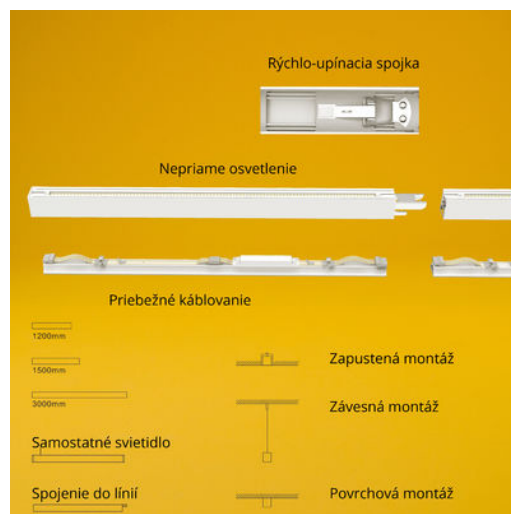 Rýchlo-upínacia spojka
Nepriame osvetlenie
Priebežné káblovanie
1200mm
1500mm
Zapustená montáž
3000mm
Závesná montáž
Samostatné svietidlo
Spojenie do línií
Povrchová montáž